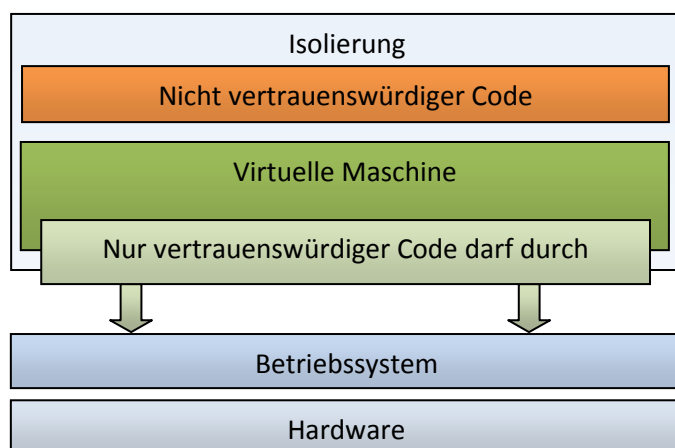 Isolierung
Nicht vertrauenswürdiger Code
Virtuelle Maschine
Nur vertrauenswürdiger Code darf durch
Betriebssystem
Hardware